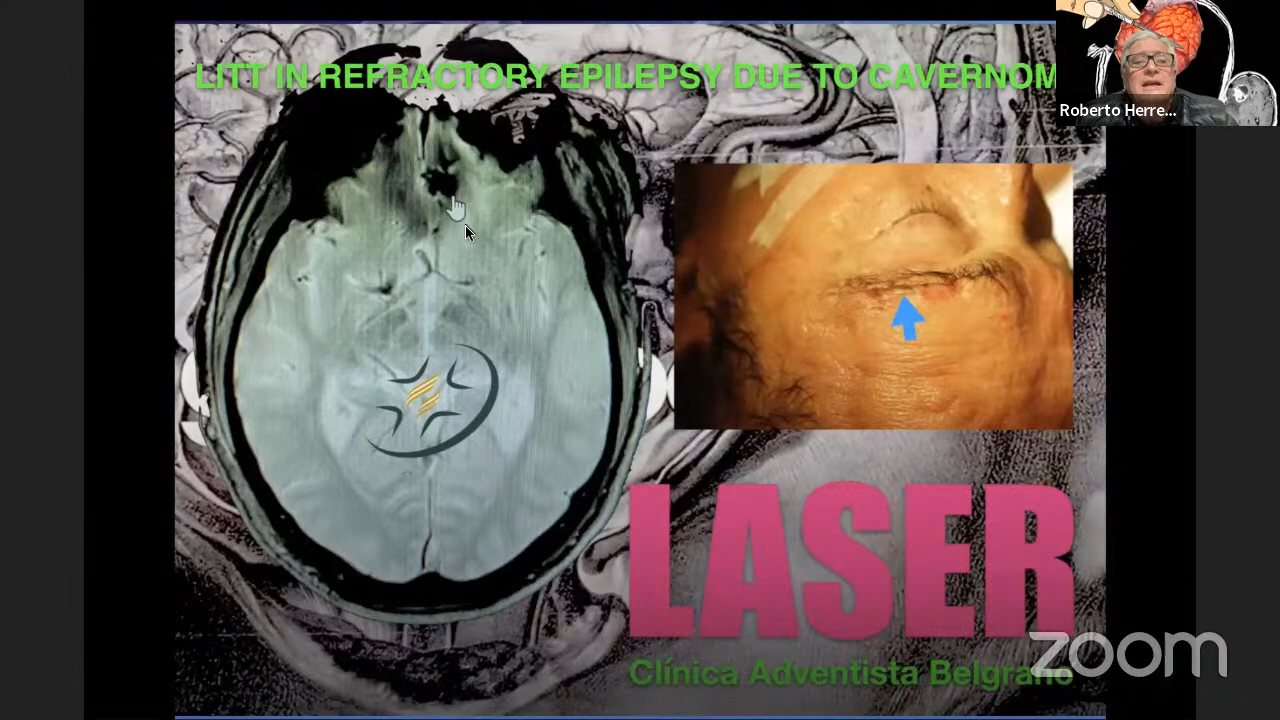 LITT IN REFRACTORY EPILEPSY DUE TO CAVERNOM
Roberto Herre...
LASER
zoom
Clínica Adventista Belgrano